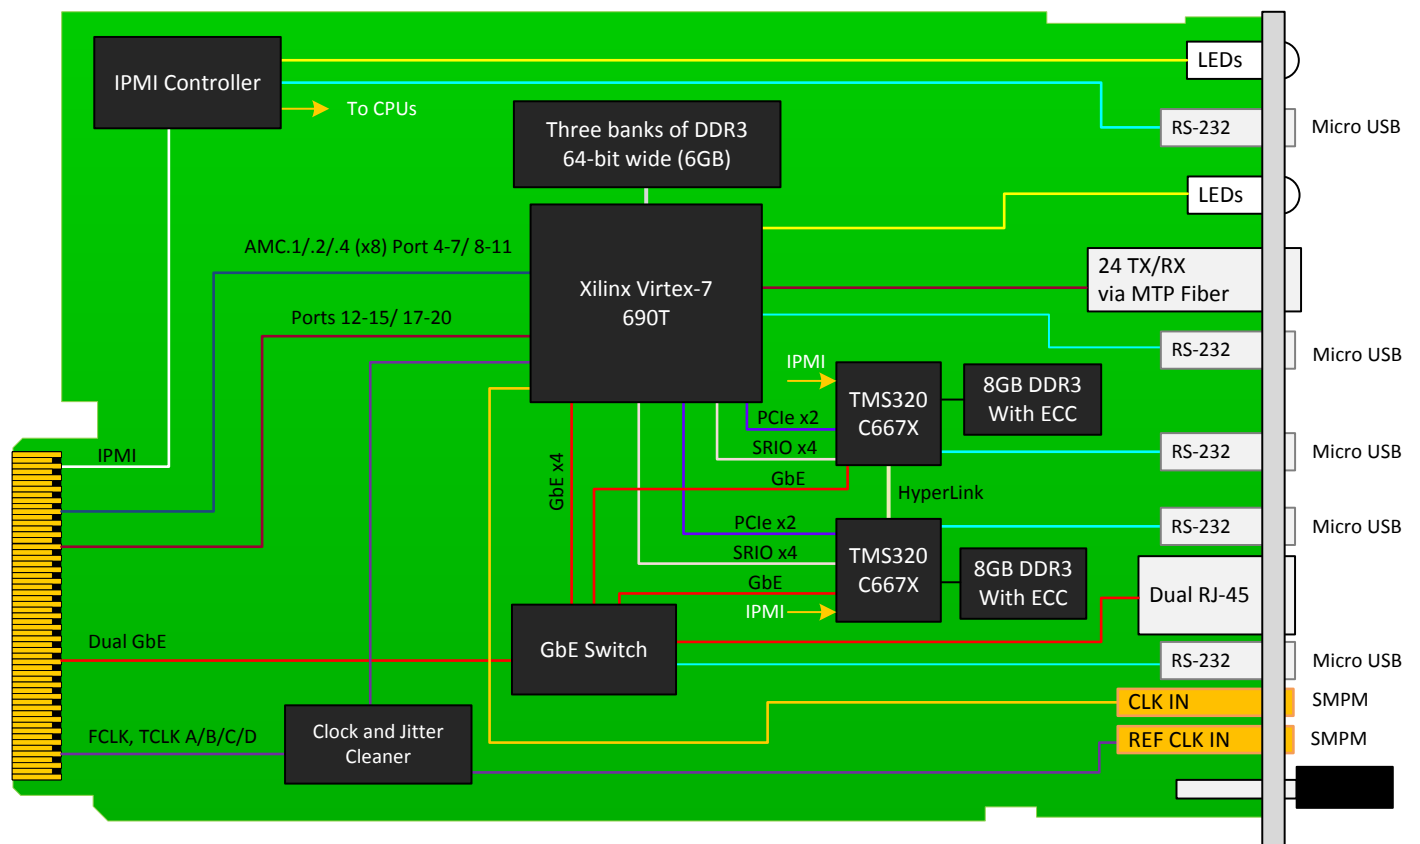 LEDs
IPMI Controller
To CPUs
RS-232
Micro USB
Three banks of DDR3
64-bit wide (6GB)
LEDs
AMC.1/.2/.4 (x8) Port 4-7/ 8-11
24 TX/RX
via MTP Fiber
Xilinx Virtex-7
690T
Ports 12-15/ 17-20
RS-232
Micro USB
IPMI
TMS320
C667X
8GB DDR3
With ECC
PCIe x2
SRIO x4
GbE
IPMI
GbE x4
RS-232
Micro USB
HyperLink
PCIe x2
SRIO x4
GbE
IPMI
TMS320
C667X
8GB DDR3
With ECC
RS-232
Micro USB
Dual RJ-45
Dual GbE
GbE Switch
RS-232
Micro USB
CLK IN
SMPM
FCLK, TCLK A/B/C/D
Clock and Jitter
Cleaner
REF CLK IN
SMPM